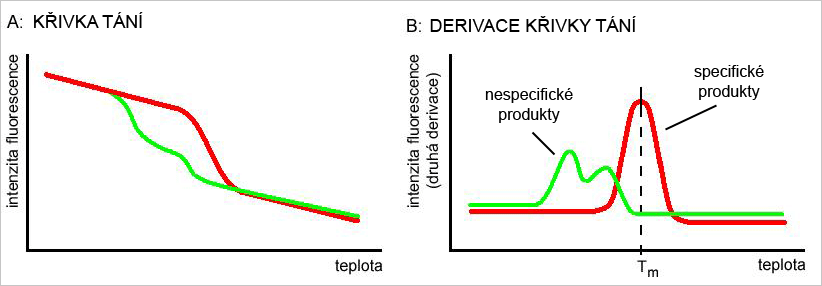 A: KŘIVKA TÁNÍ
intenzita fluorescence
teplota
B: DERIVACE KŘIVKY TÁNÍ
intenzita fluorescence
(druhá derivace)
nespecifické
produkty
specifické
produkty
Tm
teplota